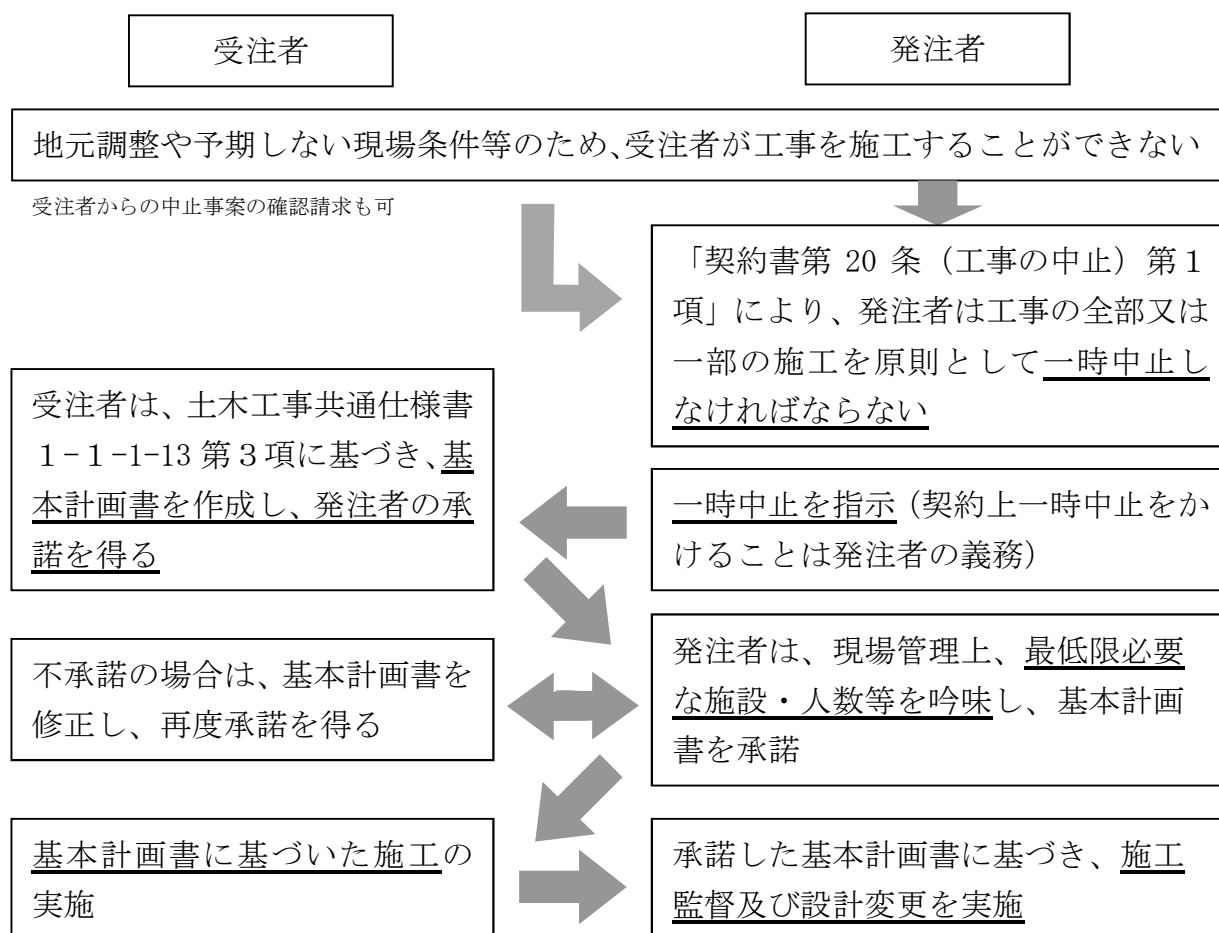 受注者
発注者
地元調整や予期しない現場条件等のため、受注者が工事を施工することができない
受注者からの中止事案の確認請求も可
「契約書第 20 条（工事の中止）第１
項」により、発注者は工事の全部又は
一部の施工を原則として一時中止し
なければならない
受注者は、土木工事共通仕様書
１-１-1-13 第３項に基づき、基
本計画書を作成し、発注者の承
諾を得る
一時中止を指示（契約上一時中止をか
けることは発注者の義務）
発注者は、現場管理上、最低限必要
な施設・人数等を吟味し、基本計画
書を承諾
不承諾の場合は、基本計画書を
修正し、再度承諾を得る
基本計画書に基づいた施工の
実施
承諾した基本計画書に基づき、施工
監督及び設計変更を実施